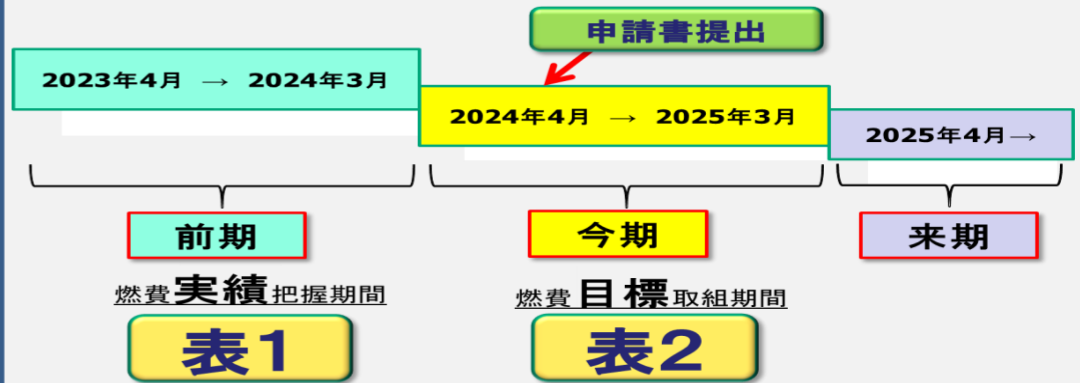 申請書提出
2023年4月 → 2024年3月
2024年4月 → 2025年3月
2025年4月→
前期
今期
来期
燃費実績把握期間
燃費目標取組期間
表1
表2